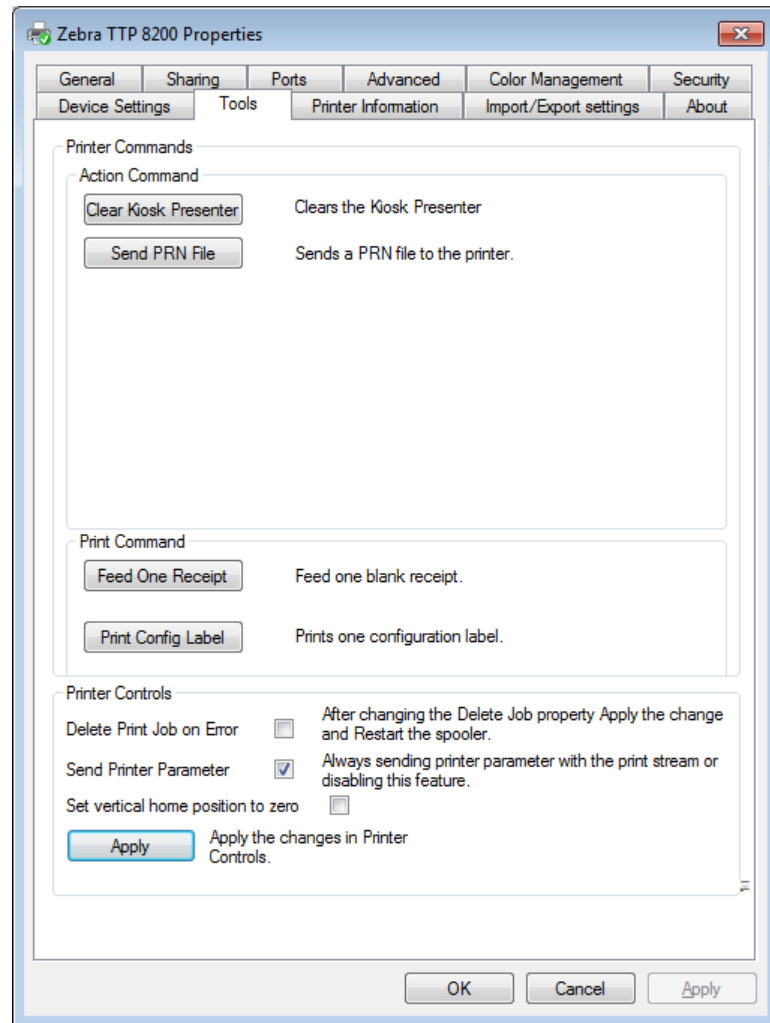 Zebra TTP 8200 Properties
General Sharing Ports Advanced Color Management Security
Device Settings Tools Printer Information Import/Export settings About
Printer Commands
Action Command
Clear Kiosk Presenter Clears the Kiosk Presenter
Send PRN File Sends a PRN file to the printer.
Print Command
Feed One Receipt Feed one blank receipt.
Print Config Label Prints one configuration label.
Printer Controls
Delete Print Job on Error After changing the Delete Job property Apply the change
and Restart the spooler.
Send Printer Parameter Always sending printer parameter with the print stream or
disabling this feature.
Set vertical home position to zero
Apply Apply the changes in Printer
Controls.
OK Cancel Apply